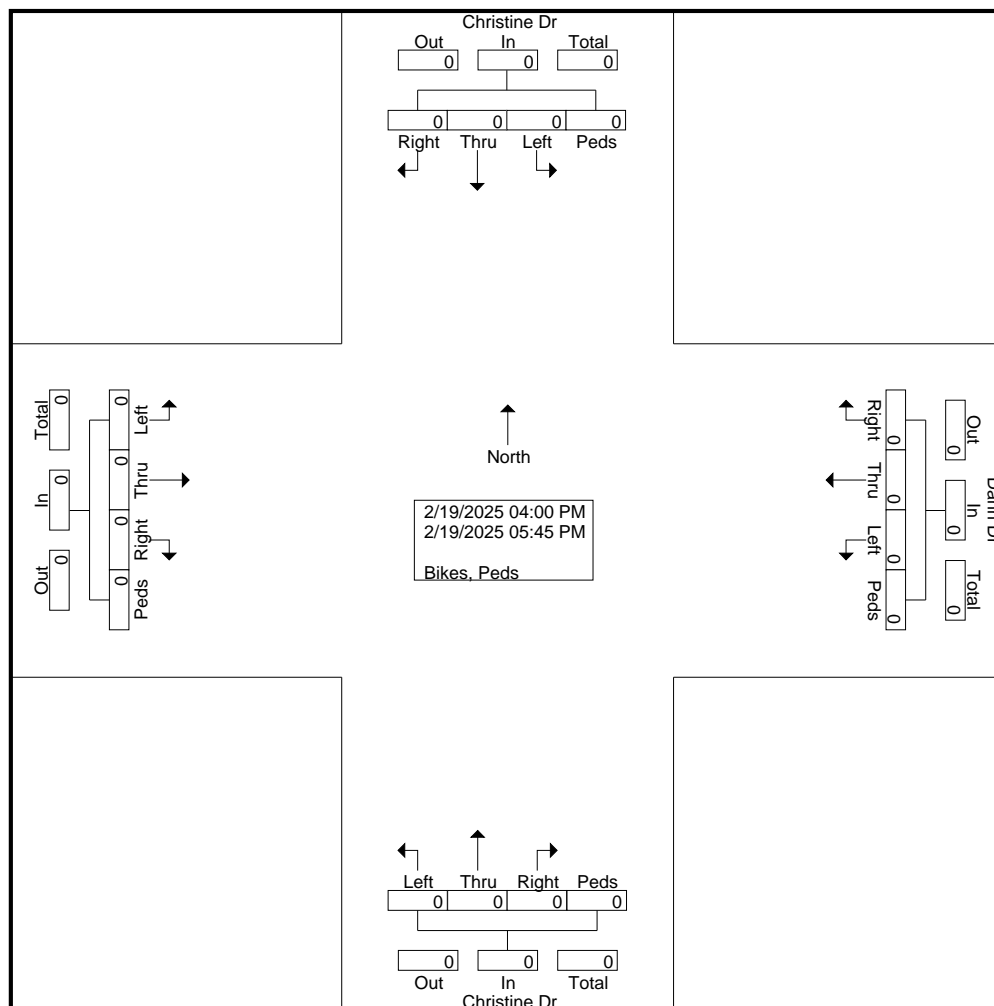 Christine Dr
Out In Total
0 0 0
0 0 0 0
Right Thru Left Peds
Total In Out
0 0 0
0 0 0 0
Left Thru Right Peds
North
2/19/2025 04:00 PM
2/19/2025 05:45 PM
Bikes, Peds
Right Thru Left Peds
0 0 0 0
Out In Total
0 0 0
Left Thru Right Peds
0 0 0 0
0 0 0
Out In Total
Christine Dr